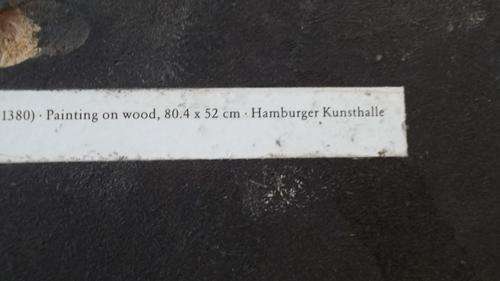 1380) · Painting on wood, 80.4 x 52 cm · Hamburger Kunsthalle